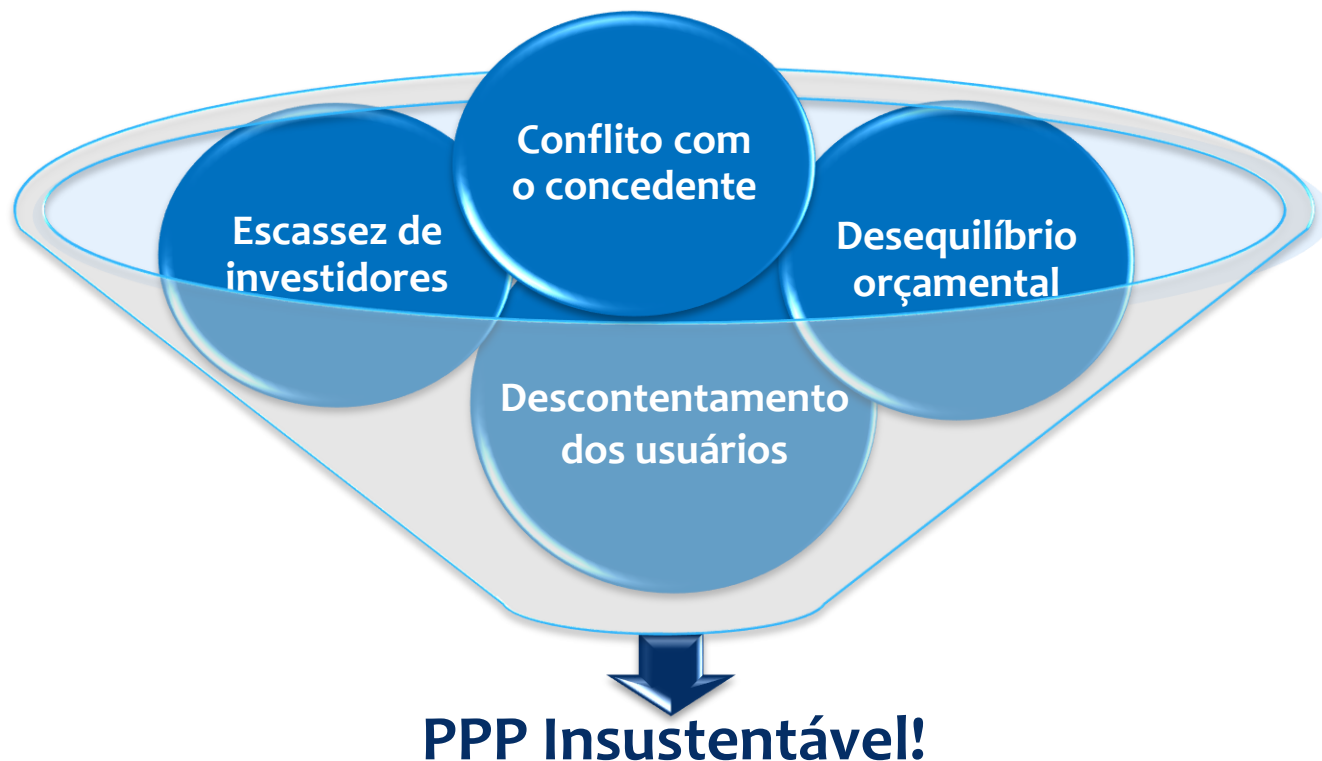 Conflito com
o concedente
Escassez de
investidores
Desequilíbrio
orçamental
Descontentamento
dos usuários
PPP Insustentável!